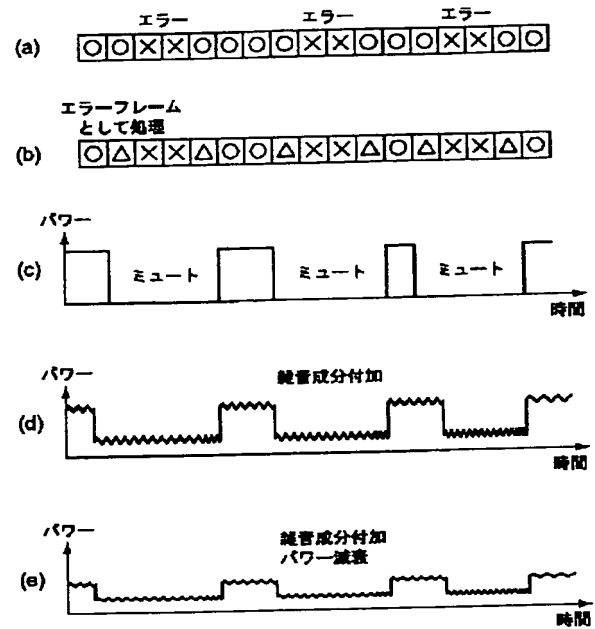 エラー エラー エラー
(a) ○○××○○○○××○○○××○○
エラーフレーム
として処理
(b) ○△××△○○△××△○△××△○
パワー
(c) ミュート ミュート ミュート
時間
パワー 雑音成分付加
(d)
時間
パワー 雑音成分付加
パワー減衰
(e)
時間